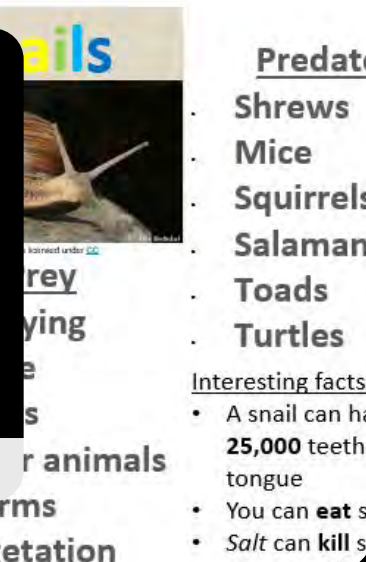 ails
licensed under CC
rey
ying
e
s
r animals
rms
etation
Predat
Shrews
Mice
Squirrels
Salaman
Toads
Turtles
Interesting facts
• A snail can ha
25,000 teeth
tongue
• You can eat s
• Salt can kill s